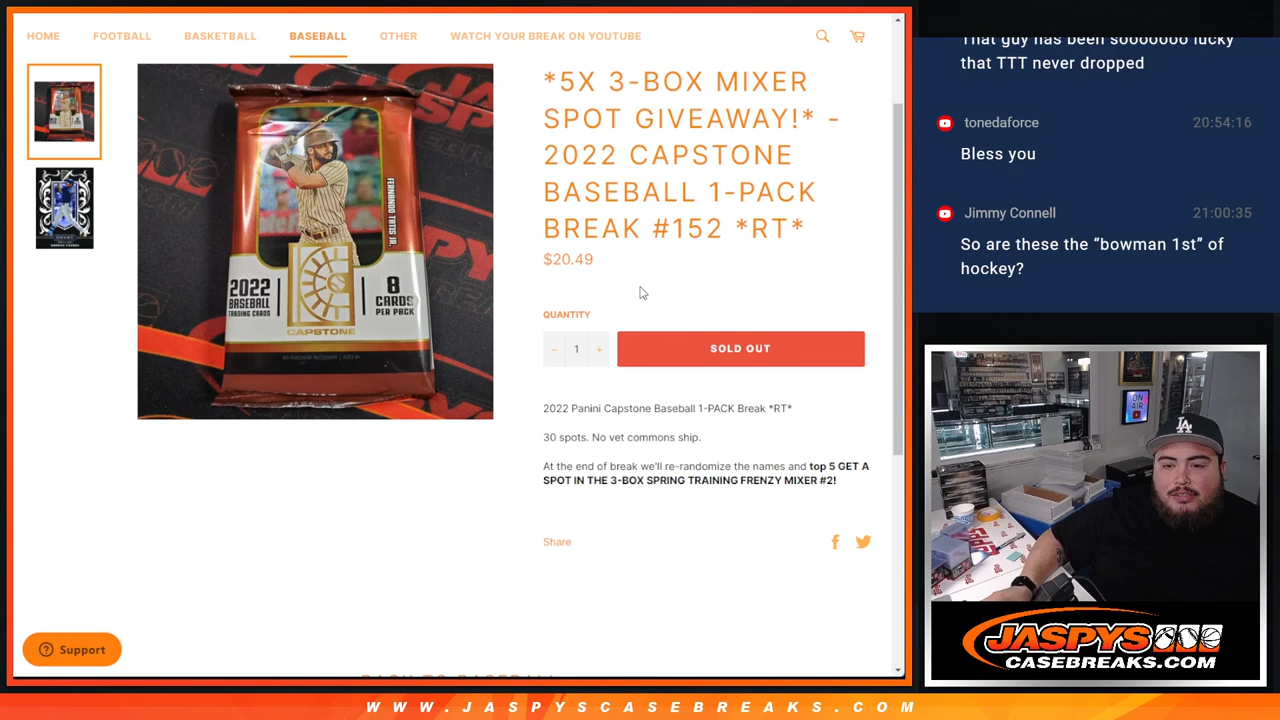 HOME FOOTBALL BASKETBALL BASEBALL OTHER WATCH YOUR BREAK ON YOUTUBE
FERNANDO TATIS JR.
2022
BASEBALL
TRADING CARDS
8
CARDS
PER PACK
CAPSTONE
*5X 3-BOX MIXER
SPOT GIVEAWAY!* -
2022 CAPSTONE
BASEBALL 1-PACK
BREAK #152 *RT*
$20.49
QUANTITY
− 1 +
SOLD OUT
2022 Panini Capstone Baseball 1-PACK Break *RT*
30 spots. No vet commons ship.
At the end of break we'll re-randomize the names and top 5 GET A
SPOT IN THE 3-BOX SPRING TRAINING FRENZY MIXER #2!
Share
Support
That guy has been sooooooo lucky
that TTT never dropped
tonedaforce 20:54:16
Bless you
Jimmy Connell 21:00:35
So are these the “bowman 1st” of
hockey?
ON
AIR
LA
JASPYS
CASEBREAKS.COM
WWW.JASPYSCASEBREAKS.COM